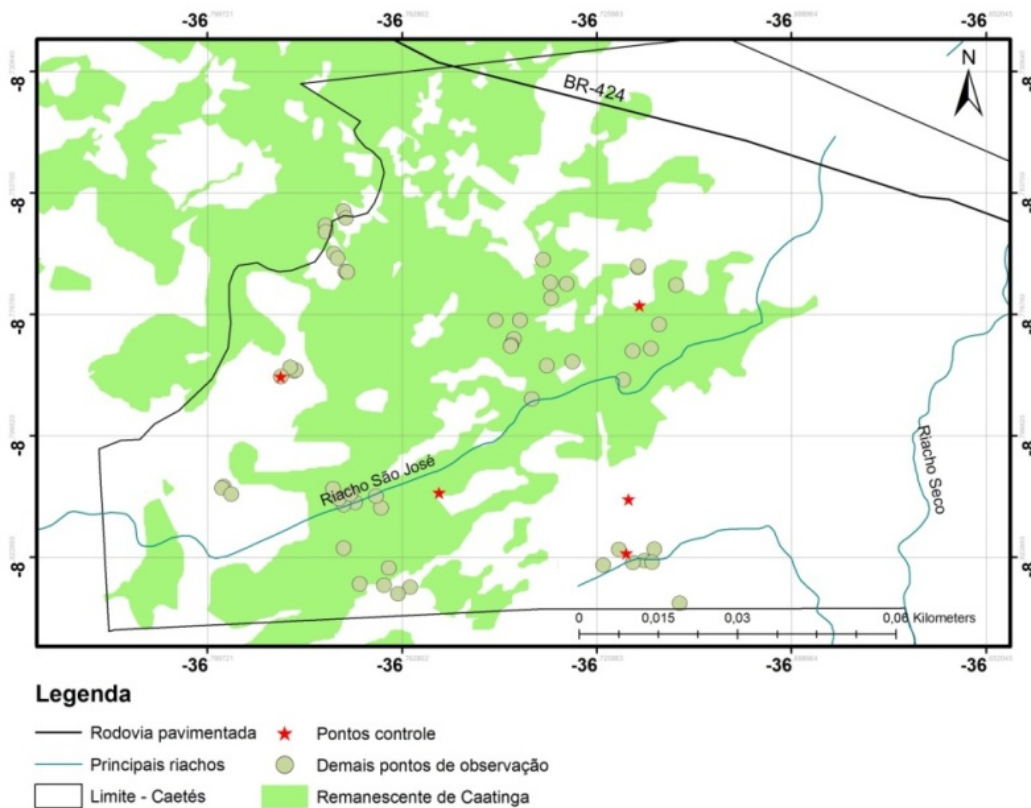 -36 -36 -36 -36 -36
-8 -8
BR-424
N
-8 -8
-8 -8
-8 -8
Riacho São José
Riacho Seco
-8 -8
0 0,015 0,03 0,06 Kilometers
-36 -36 -36 -36 -36
Legenda
Rodovia pavimentada Pontos controle
Principais riachos Demais pontos de observação
Limite - Caetés Remanescente de Caatinga